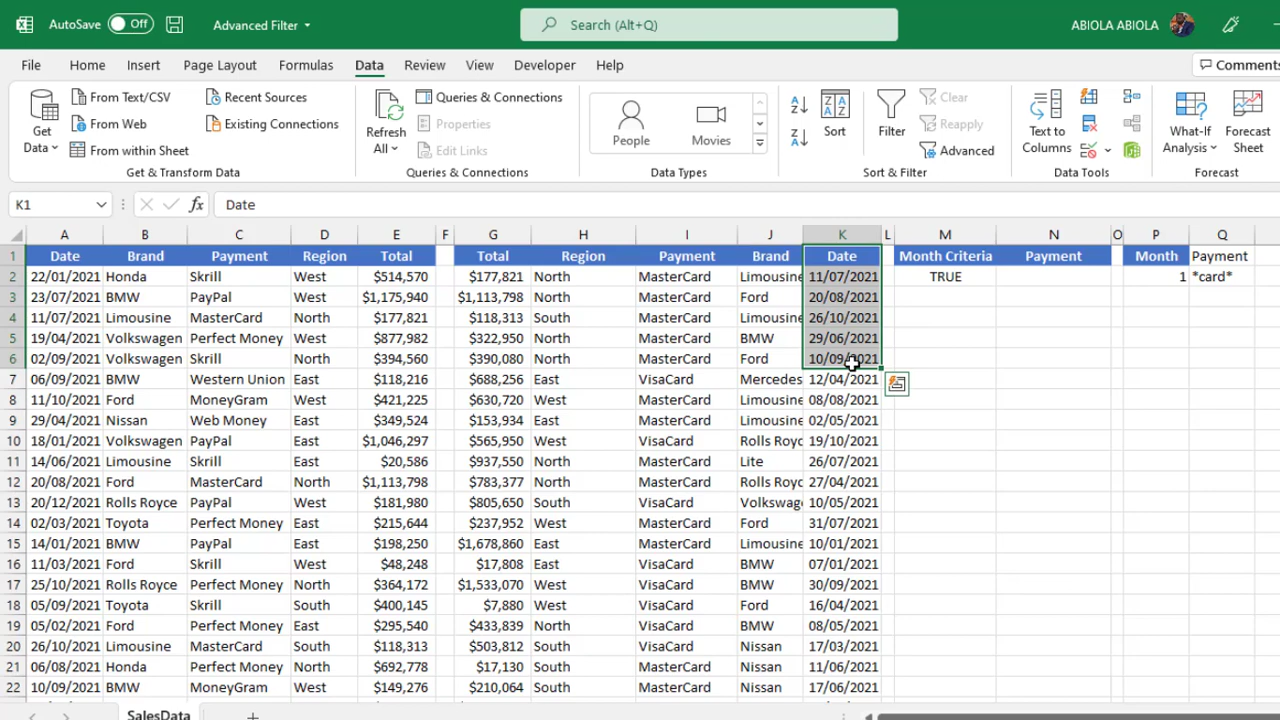 AutoSave Off Advanced Filter Search (Alt+Q) ABIOLA ABIOLA
File Home Insert Page Layout Formulas Data Review View Developer Help Comments
From Text/CSV Recent Sources Queries & Connections Clear
From Web Existing Connections Properties Reapply
From within Sheet Edit Links Advanced
Get Data Refresh All People Movies Sort Filter Text to Columns What-If Analysis Forecast Sheet
Get & Transform Data Queries & Connections Data Types Sort & Filter Data Tools Forecast
K1 fx Date
A B C D E F G H I J K L M N O P Q
1 Date Brand Payment Region Total Total Region Payment Brand Date Month Criteria Payment Month Payment
2 22/01/2021 Honda Skrill West $514,570 $177,821 North MasterCard Limousine 11/07/2021 TRUE 1 *card*
3 23/07/2021 BMW PayPal West $1,175,940 $1,113,798 North MasterCard Ford 20/08/2021
4 11/07/2021 Limousine MasterCard North $177,821 $118,313 South MasterCard Limousine 26/10/2021
5 19/04/2021 Volkswagen Perfect Money West $877,982 $322,950 North MasterCard BMW 29/06/2021
6 02/09/2021 Volkswagen Skrill North $394,560 $390,080 North MasterCard Ford 10/09/2021
7 06/09/2021 BMW Western Union East $118,216 $688,256 East VisaCard Mercedes 12/04/2021
8 11/10/2021 Ford MoneyGram West $421,225 $630,720 West MasterCard Limousine 08/08/2021
9 29/04/2021 Nissan Web Money East $349,524 $153,934 East MasterCard Limousine 02/05/2021
10 18/01/2021 Volkswagen PayPal East $1,046,297 $565,950 West VisaCard Rolls Royc 19/10/2021
11 14/06/2021 Limousine Skrill East $20,586 $937,550 North MasterCard Lite 26/07/2021
12 20/08/2021 Ford MasterCard North $1,113,798 $783,377 North MasterCard Rolls Royc 27/04/2021
13 20/12/2021 Rolls Royce PayPal West $181,980 $805,650 South VisaCard Volkswage 10/05/2021
14 02/03/2021 Toyota Perfect Money East $215,644 $237,952 West MasterCard Ford 31/07/2021
15 14/01/2021 BMW PayPal East $198,250 $1,678,860 East MasterCard Limousine 10/01/2021
16 11/03/2021 Ford Skrill East $48,248 $17,808 East VisaCard BMW 07/01/2021
17 25/10/2021 Rolls Royce Perfect Money North $364,172 $1,533,070 West VisaCard BMW 30/09/2021
18 05/09/2021 Toyota Skrill South $400,145 $7,880 West VisaCard Ford 16/04/2021
19 05/02/2021 Ford Perfect Money East $295,540 $433,839 North VisaCard BMW 08/05/2021
20 26/10/2021 Limousine MasterCard South $118,313 $503,812 South VisaCard Nissan 17/03/2021
21 06/08/2021 Honda Perfect Money North $692,778 $17,130 South MasterCard Nissan 11/06/2021
22 10/09/2021 BMW MoneyGram West $149,276 $210,064 South MasterCard Nissan 17/06/2021
SalesData